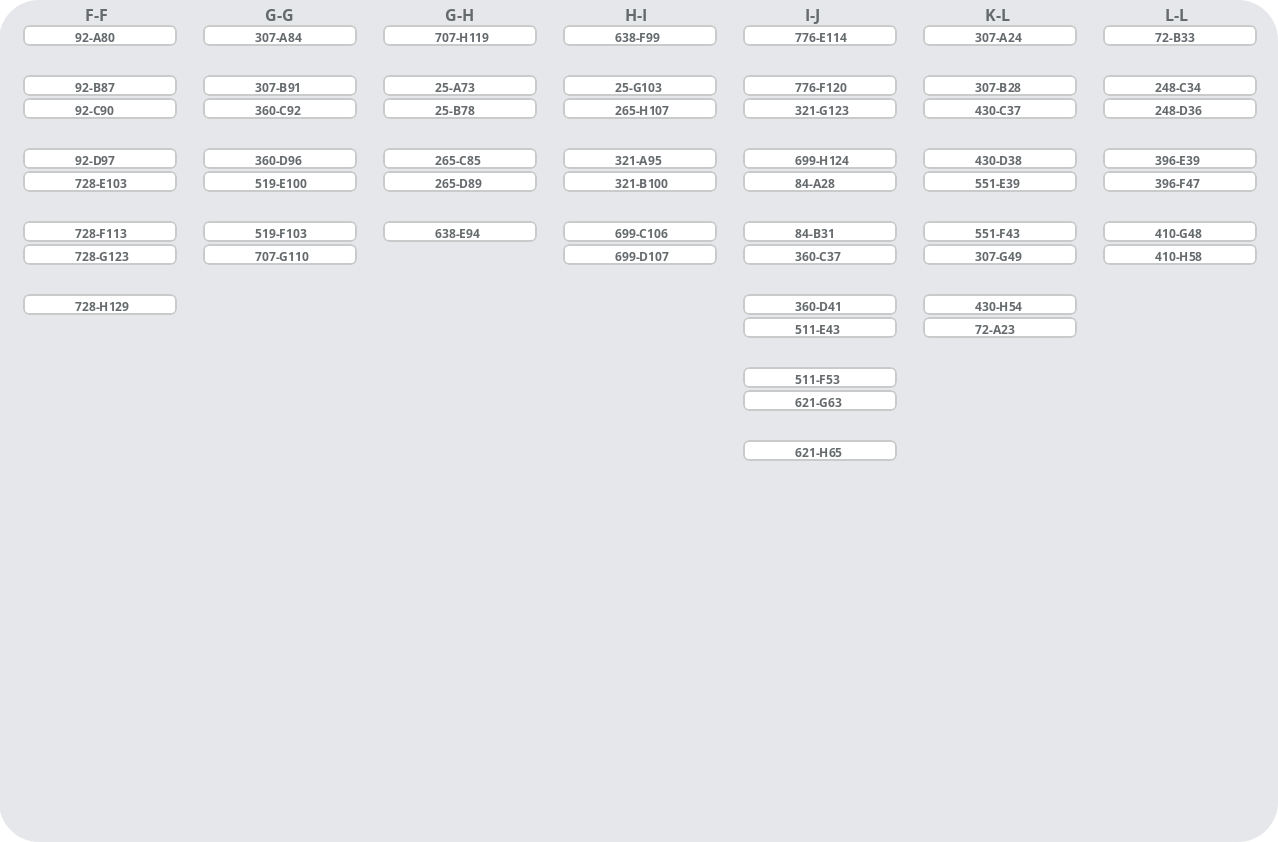 F-F
92-A80
92-B87
92-C90
92-D97
728-E103
728-F113
728-G123
728-H129
G-G
307-A84
307-B91
360-C92
360-D96
519-E100
519-F103
707-G110
G-H
707-H119
25-A73
25-B78
265-C85
265-D89
638-E94
H-I
638-F99
25-G103
265-H107
321-A95
321-B100
699-C106
699-D107
I-J
776-E114
776-F120
321-G123
699-H124
84-A28
84-B31
360-C37
360-D41
511-E43
511-F53
621-G63
621-H65
K-L
307-A24
307-B28
430-C37
430-D38
551-E39
551-F43
307-G49
430-H54
72-A23
L-L
72-B33
248-C34
248-D36
396-E39
396-F47
410-G48
410-H58